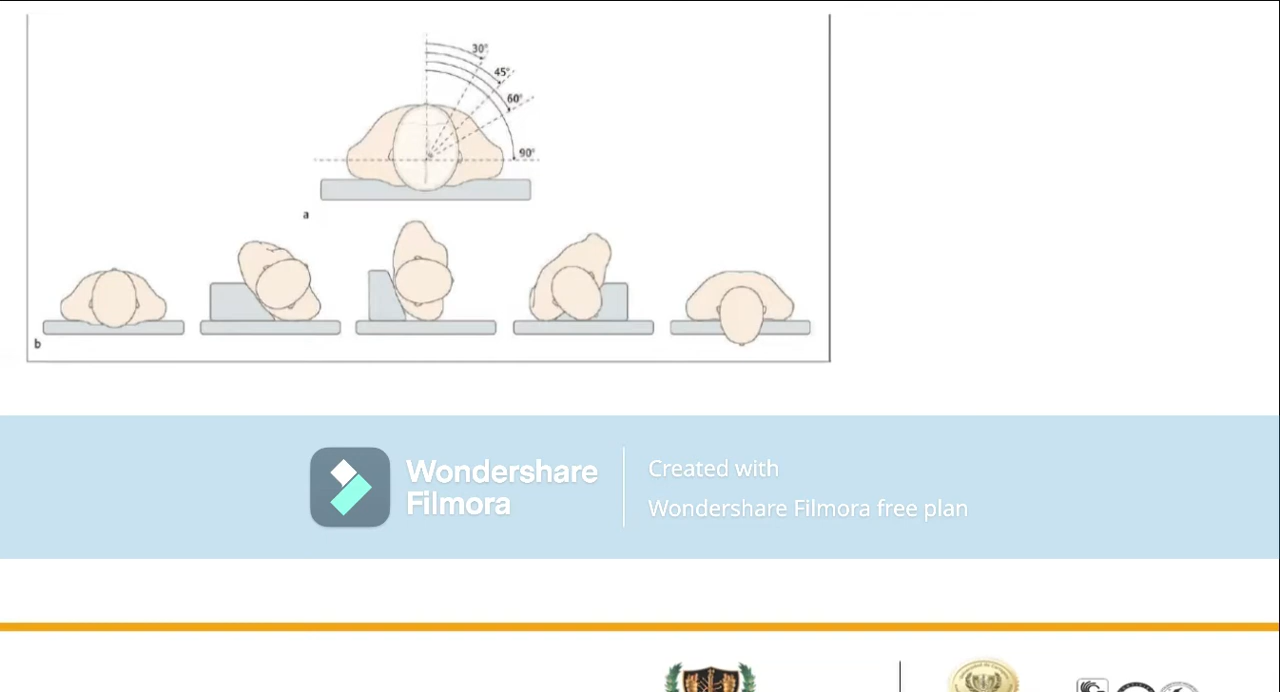 30°
45°
60°
90°
a
b
Wondershare
Filmora
Created with
Wondershare Filmora free plan